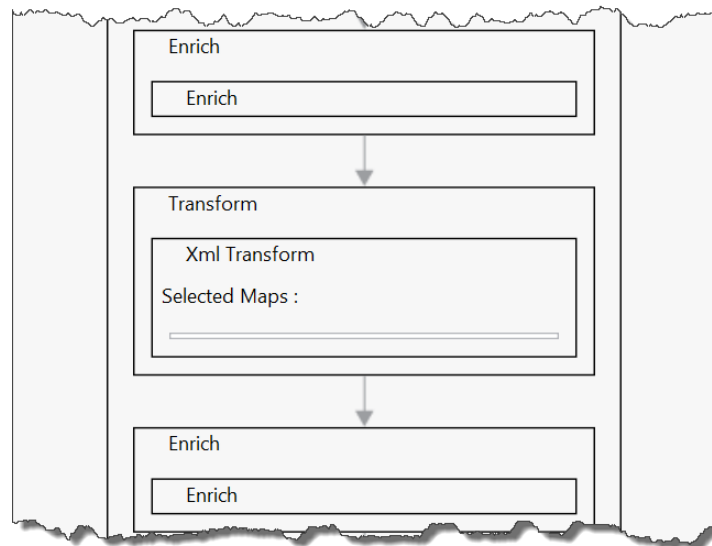 Enrich
Enrich
Transform
Xml Transform
Selected Maps :
Enrich
Enrich